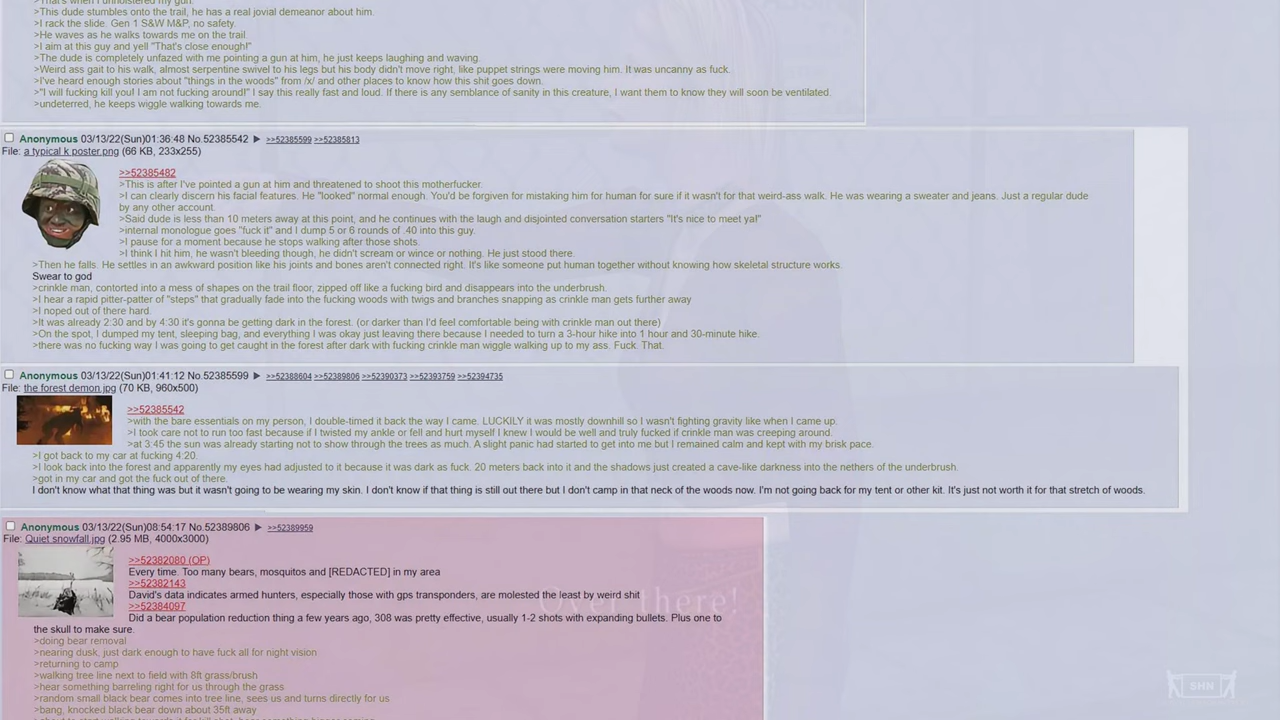 >That's when I unholstered my gun.
>This dude stumbles onto the trail, he has a real jovial demeanor about him.
>I rack the slide. Gen 1 S&W M&P, no safety.
>He waves as he walks towards me on the trail.
>I aim at this guy and yell "That's close enough!"
>The dude is completely unfazed with me pointing a gun at him, he just keeps laughing and waving.
>Weird ass gait to his walk, almost serpentine swivel to his legs but his body didn't move right, like puppet strings were moving him. It was uncanny as fuck.
>I've heard enough stories about "things in the woods" from /x/ and other places to know how this shit goes down.
>"I will fucking kill you! I am not fucking around!" I say this really fast and loud. If there is any semblance of sanity in this creature, I want them to know they will soon be ventilated.
>undeterred, he keeps wiggle walking towards me.
Anonymous 03/13/22(Sun)01:36:48 No.52385542 ▶ >>52385599 >>52385813
File: a typical k poster.png (66 KB, 233x255)
>>52385482
>This is after I've pointed a gun at him and threatened to shoot this motherfucker.
>I can clearly discern his facial features. He "looked" normal enough. You'd be forgiven for mistaking him for human for sure if it wasn't for that weird-ass walk. He was wearing a sweater and jeans. Just a regular dude
by any other account.
>Said dude is less than 10 meters away at this point, and he continues with the laugh and disjointed conversation starters "It's nice to meet ya!"
>internal monologue goes "fuck it" and I dump 5 or 6 rounds of .40 into this guy.
>I pause for a moment because he stops walking after those shots.
>I think I hit him, he wasn't bleeding though, he didn't scream or wince or nothing. He just stood there.
>Then he falls. He settles in an awkward position like his joints and bones aren't connected right. It's like someone put human together without knowing how skeletal structure works.
Swear to god
>crinkle man, contorted into a mess of shapes on the trail floor, zipped off like a fucking bird and disappears into the underbrush.
>I hear a rapid pitter-patter of "steps" that gradually fade into the fucking woods with twigs and branches snapping as crinkle man gets further away
>I noped out of there hard.
>It was already 2:30 and by 4:30 it's gonna be getting dark in the forest. (or darker than I'd feel comfortable being with crinkle man out there)
>On the spot, I dumped my tent, sleeping bag, and everything I was okay just leaving there because I needed to turn a 3-hour hike into 1 hour and 30-minute hike.
>there was no fucking way I was going to get caught in the forest after dark with fucking crinkle man wiggle walking up to my ass. Fuck. That.
Anonymous 03/13/22(Sun)01:41:12 No.52385599 ▶ >>52388604 >>52389806 >>52390373 >>52393759 >>52394735
File: the forest demon.jpg (70 KB, 960x500)
>>52385542
>with the bare essentials on my person, I double-timed it back the way I came. LUCKILY it was mostly downhill so I wasn't fighting gravity like when I came up.
>I took care not to run too fast because if I twisted my ankle or fell and hurt myself I knew I would be well and truly fucked if crinkle man was creeping around.
>at 3:45 the sun was already starting not to show through the trees as much. A slight panic had started to get into me but I remained calm and kept with my brisk pace.
>I got back to my car at fucking 4:20.
>I look back into the forest and apparently my eyes had adjusted to it because it was dark as fuck. 20 meters back into it and the shadows just created a cave-like darkness into the nethers of the underbrush.
>got in my car and got the fuck out of there.
I don't know what that thing was but it wasn't going to be wearing my skin. I don't know if that thing is still out there but I don't camp in that neck of the woods now. I'm not going back for my tent or other kit. It's just not worth it for that stretch of woods.
Anonymous 03/13/22(Sun)08:54:17 No.52389806 ▶ >>52389959
File: Quiet snowfall.jpg (2.95 MB, 4000x3000)
>>52382080 (OP)
Every time. Too many bears, mosquitos and [REDACTED] in my area
>>52382143
David's data indicates armed hunters, especially those with gps transponders, are molested the least by weird shit
>>52384097
Did a bear population reduction thing a few years ago, 308 was pretty effective, usually 1-2 shots with expanding bullets. Plus one to
the skull to make sure.
>doing bear removal
>nearing dusk, just dark enough to have fuck all for night vision
>returning to camp
>walking tree line next to field with 8ft grass/brush
>hear something barreling right for us through the grass
>random small black bear comes into tree line, sees us and turns directly for us
>bang, knocked black bear down about 35ft away
>about to start walking towards it for kill shot, hear something bigger coming
Over there!
SHN